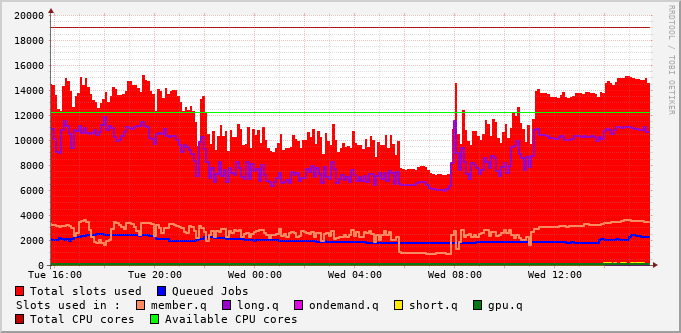 20000
18000
16000
14000
12000
10000
8000
6000
4000
2000
0
Tue 16:00 Tue 20:00 Wed 00:00 Wed 04:00 Wed 08:00 Wed 12:00
Total slots used Queued Jobs
Slots used in : member.q long.q ondemand.q short.q gpu.q
Total CPU cores Available CPU cores
RRDTOOL / TOBI OETIKER